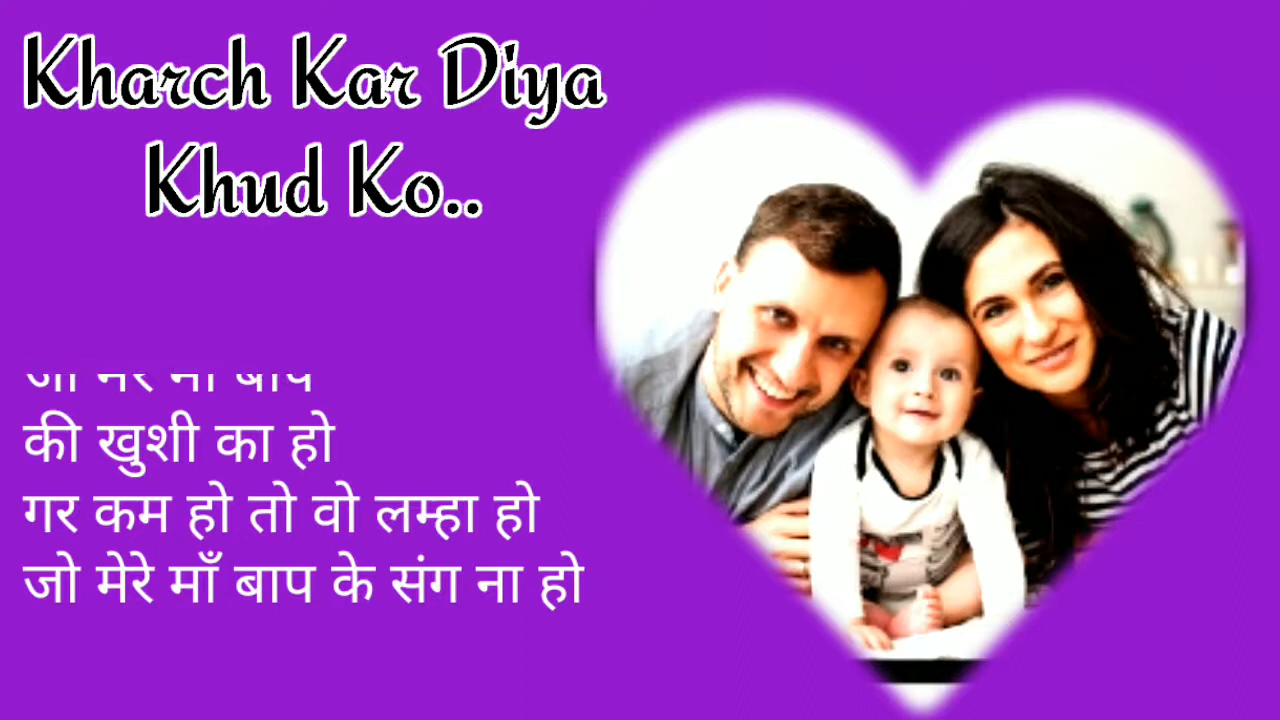 Kharch Kar Diya
Khud Ko..
की खुशी का हो
गर कम हो तो वो लम्हा हो
जो मेरे माँ बाप के संग ना हो